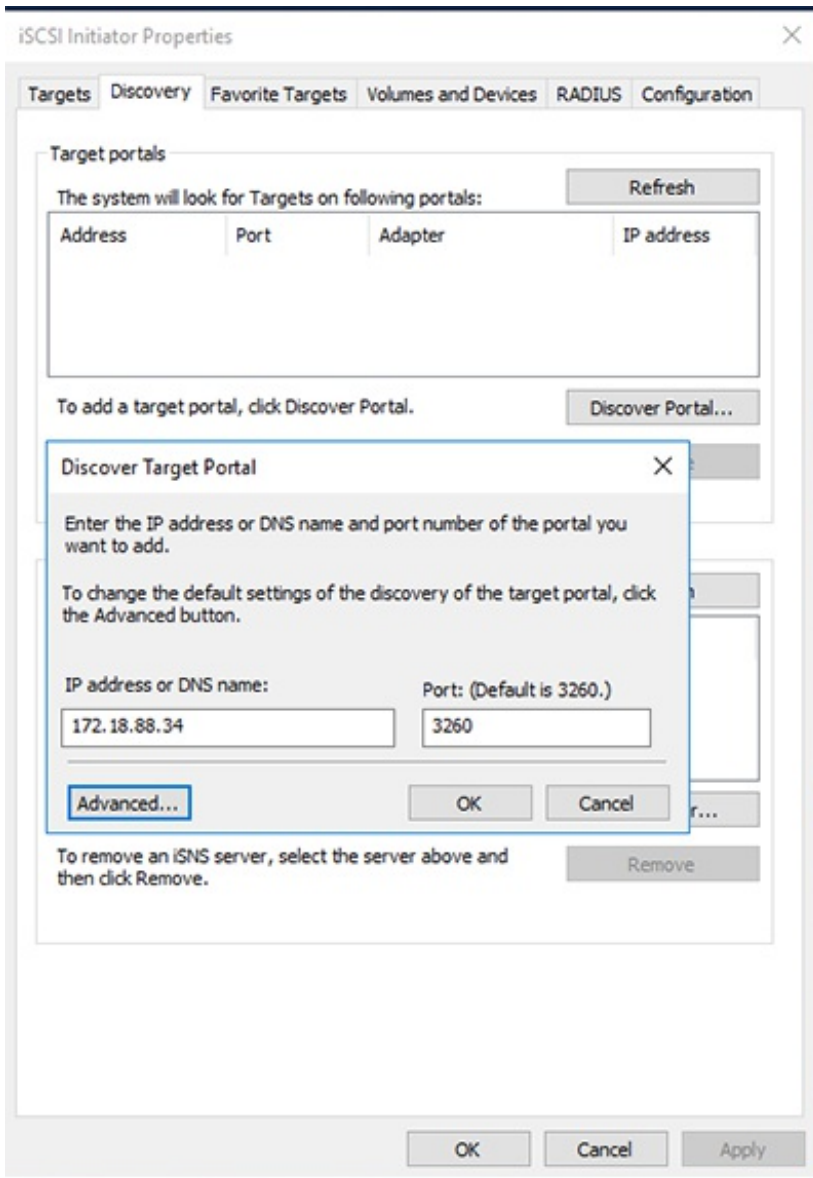 iSCSI Initiator Properties
Targets Discovery Favorite Targets Volumes and Devices RADIUS Configuration
Target portals
The system will look for Targets on following portals:
Refresh
Address Port Adapter IP address
To add a target portal, click Discover Portal.
Discover Portal...
Discover Target Portal
Enter the IP address or DNS name and port number of the portal you
want to add.
To change the default settings of the discovery of the target portal, click
the Advanced button.
IP address or DNS name:
Port: (Default is 3260.)
172.18.88.34
3260
Advanced...
OK
Cancel
r...
To remove an iSNS server, select the server above and
then click Remove.
Remove
OK
Cancel
Apply